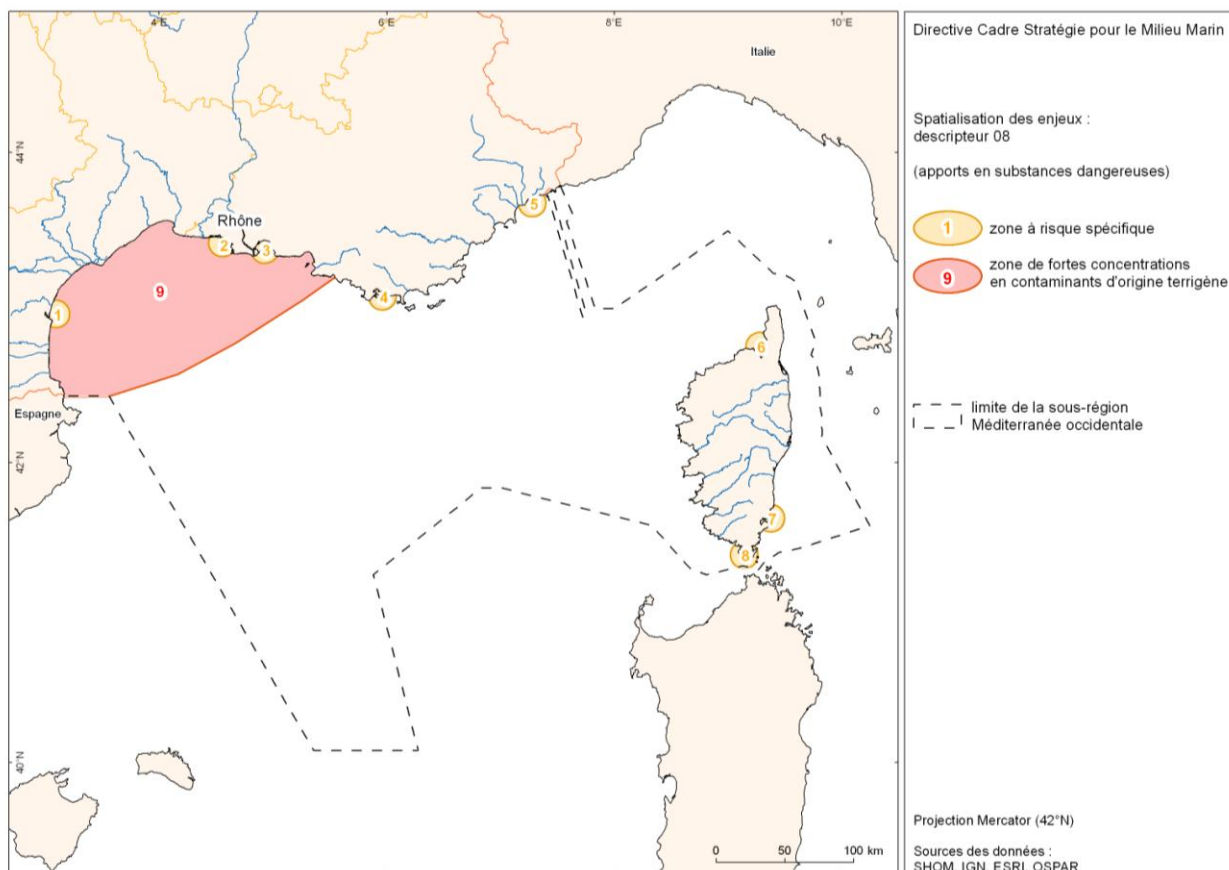 4°E
6°E
8°E
10°E
Italie
44°N
5
Rhône
2
3
9
4
1
6
Espagne
42°N
7
8
40°N
0 50 100 km
Directive Cadre Stratégie pour le Milieu Marin
Spatialisation des enjeux :
descripteur 08
(apports en substances dangereuses)
1 zone à risque spécifique
9 zone de fortes concentrations
en contaminants d'origine terrigène
limite de la sous-région
Méditerranée occidentale
Projection Mercator (42°N)
Sources des données :
SHOM, IGN, ESRI, OSPAR